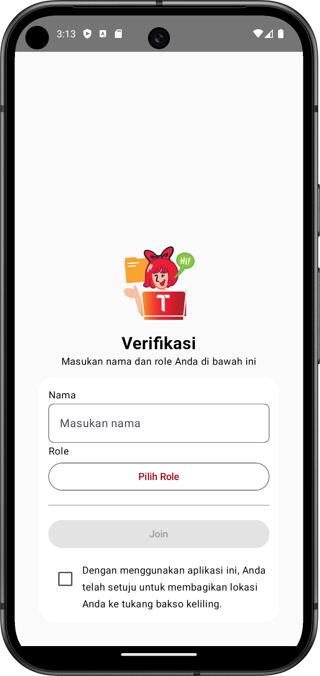 3:13
Hi!
T
Verifikasi
Masukan nama dan role Anda di bawah ini
Nama
Masukan nama
Role
Pilih Role
Join
Dengan menggunakan aplikasi ini, Anda
telah setuju untuk membagikan lokasi
Anda ke tukang bakso keliling.